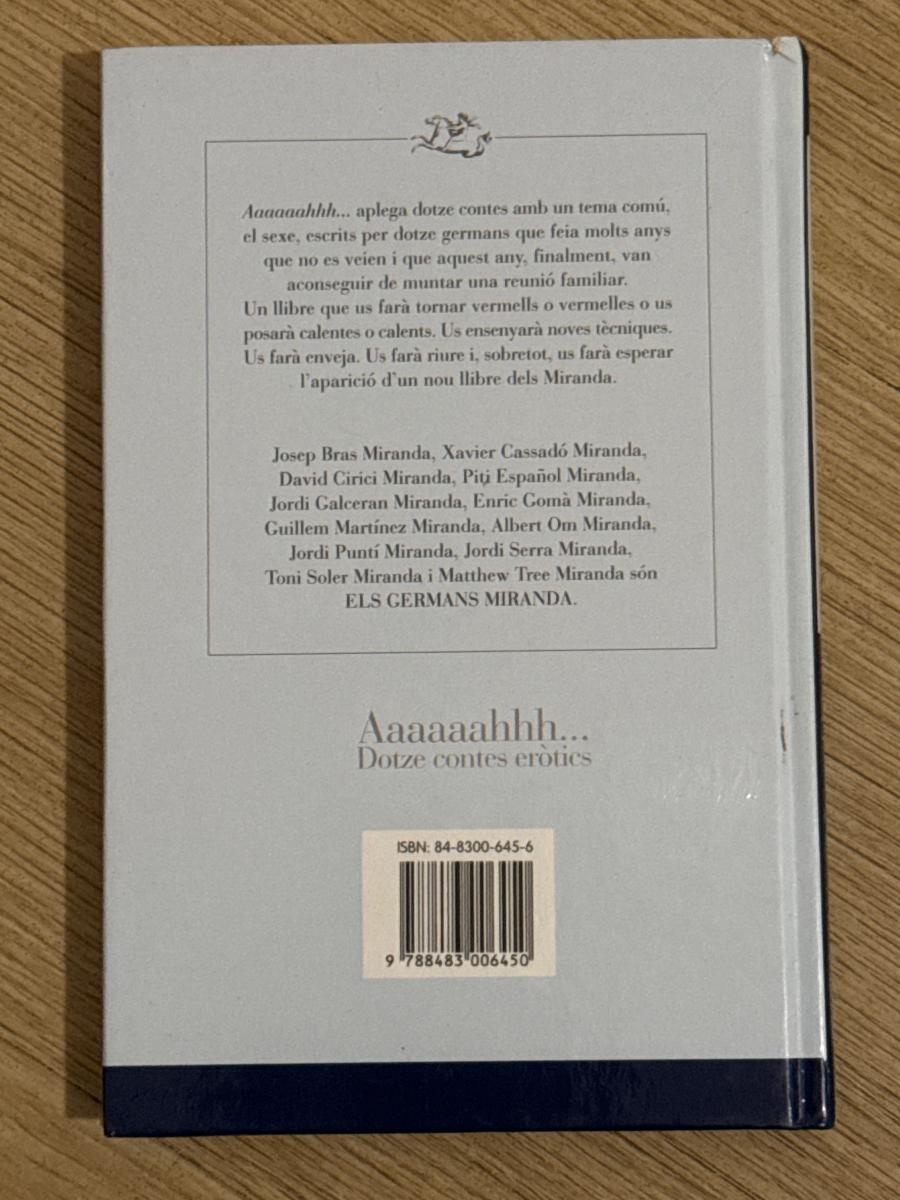 Aaaaaahhh... aplega dotze contes amb un tema comú,
el sexe, escrits per dotze germans que feia molts anys
que no es veien i que aquest any, finalment, van
aconseguir de muntar una reunió familiar.
Un llibre que us farà tornar vermells o vermelles o us
posarà calentes o calents. Us ensenyarà noves tècniques.
Us farà enveja. Us farà riure i, sobretot, us farà esperar
l'aparició d'un nou llibre dels Miranda.
Josep Bras Miranda, Xavier Cassadó Miranda,
David Cirici Miranda, Piti Español Miranda,
Jordi Galceran Miranda, Enric Gomà Miranda,
Guillem Martínez Miranda, Albert Om Miranda,
Jordi Puntí Miranda, Jordi Serra Miranda,
Toni Soler Miranda i Matthew Tree Miranda són
ELS GERMANS MIRANDA.
Aaaaaahhh...
Dotze contes eròtics
ISBN: 84-8300-645-6
9 788483 006450